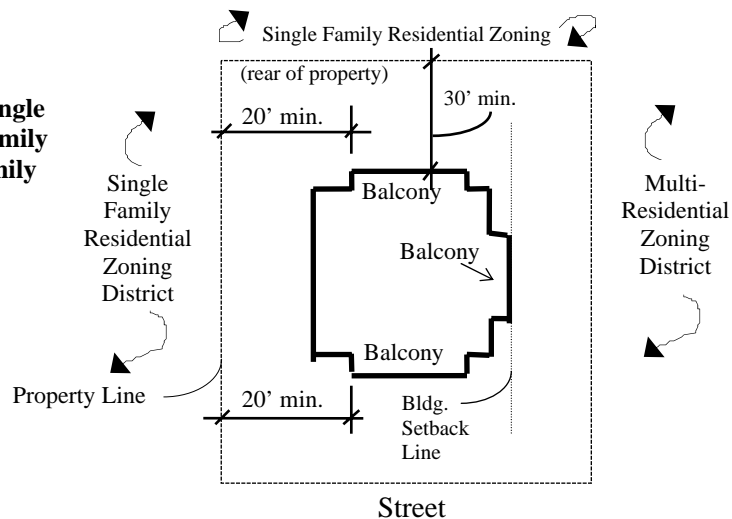 Single Family Residential Zoning
(rear of property)
20’ min.
30’ min.
Single
Family
Residential
Zoning
District
Balcony
Balcony
Balcony
Multi-
Residential
Zoning
District
Property Line
20’ min.
Bldg.
Setback
Line
Street